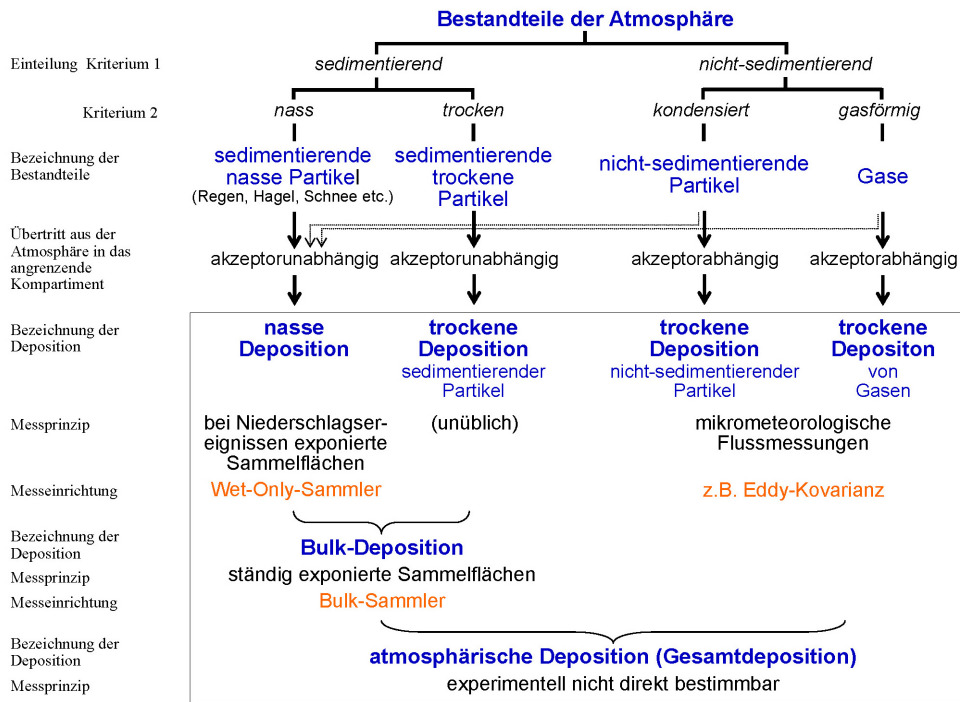 Bestandteile der Atmosphäre
Einteilung Kriterium 1
sedimentierend
nicht-sedimentierend
Kriterium 2
nass
trocken
kondensiert
gasförmig
Bezeichnung der
Bestandteile
sedimentierende
nasse Partikel
(Regen, Hagel, Schnee etc.)
sedimentierende
trockene
Partikel
nicht-sedimentierende
Partikel
Gase
Übertritt aus der
Atmosphäre in das
angrenzende
Kompartiment
akzeptorunabhängig
akzeptorunabhängig
akzeptorabhängig
akzeptorabhängig
Bezeichnung der
Deposition
nasse
Deposition
trockene
Deposition
sedimentierender
Partikel
trockene
Deposition
nicht-sedimentierender
Partikel
trockene
Depositon
von
Gasen
Messprinzip
bei Niederschlagser-
eignissen exponierte
Sammelflächen
(unüblich)
mikrometeorologische
Flussmessungen
Messeinrichtung
Wet-Only-Sammler
z.B. Eddy-Kovarianz
Bezeichnung der
Deposition
Bulk-Deposition
Messprinzip
ständig exponierte Sammelflächen
Messeinrichtung
Bulk-Sammler
Bezeichnung der
Deposition
atmosphärische Deposition (Gesamtdeposition)
Messprinzip
experimentell nicht direkt bestimmbar